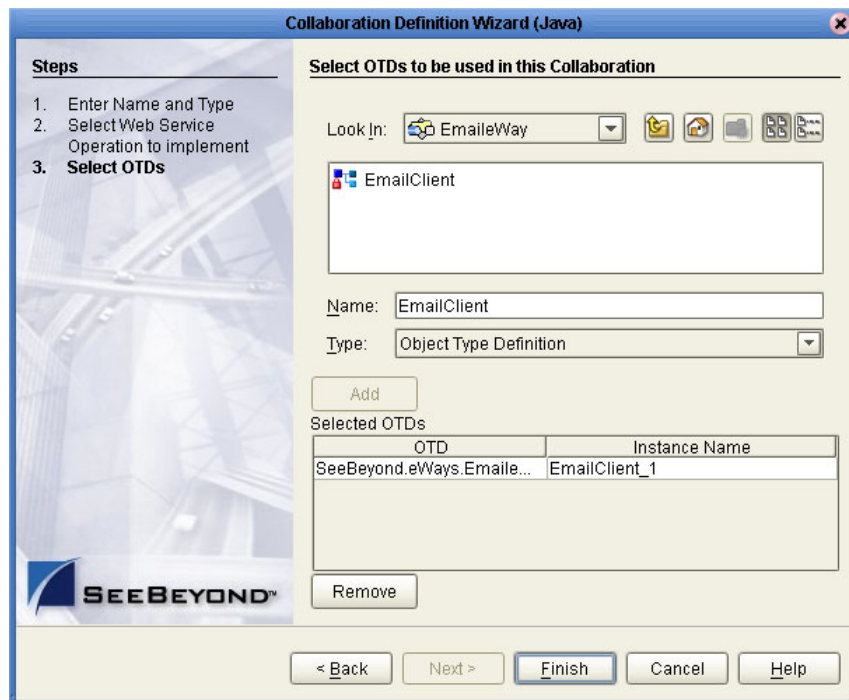 Collaboration Definition Wizard (Java)
Steps
1. Enter Name and Type
2. Select Web Service
Operation to implement
3. Select OTDs
Select OTDs to be used in this Collaboration
Look In: EmaileWay
EmailClient
Name: EmailClient
Type: Object Type Definition
Add
Selected OTDs
OTD Instance Name
SeeBeyond.eWays.Emaile... EmailClient_1
Remove
SEEBEYOND™
< Back Next > Finish Cancel Help